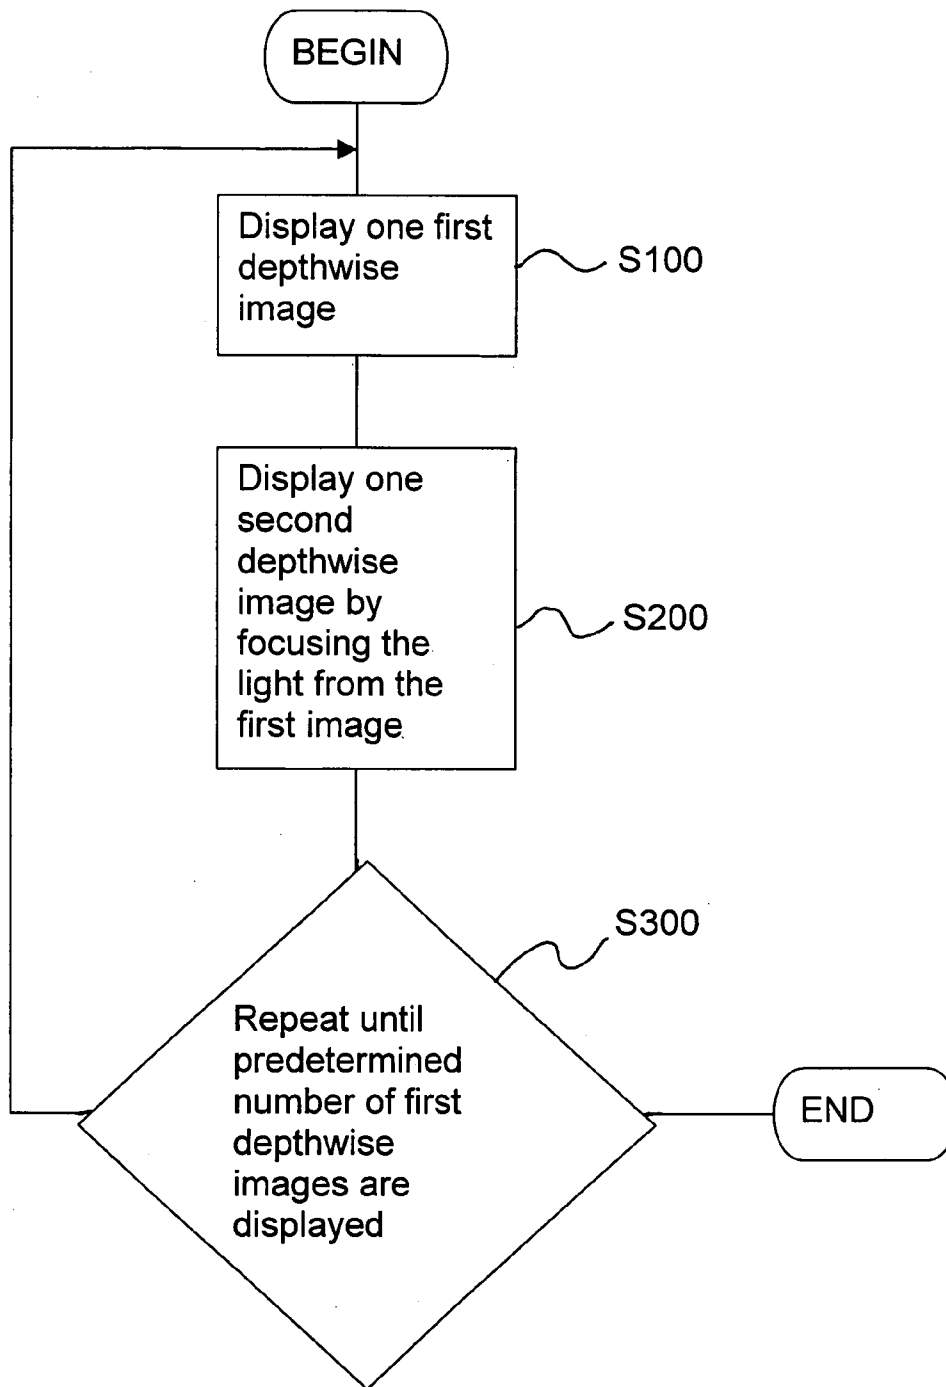 BEGIN
Display one first
depthwise
image
S100
Display one
second
depthwise
image by
focusing the
light from the
first image
S200
S300
Repeat until
predetermined
number of first
depthwise
images are
displayed
END